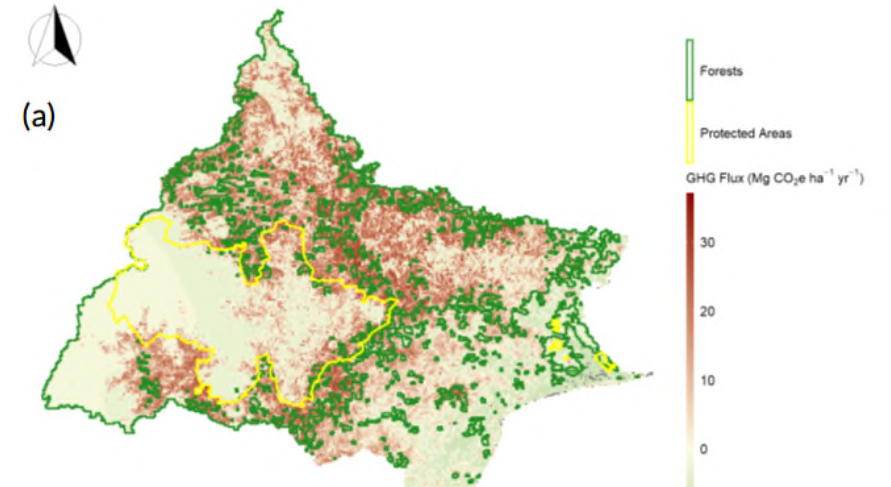 (a)
Forests
Protected Areas
GHG Flux (Mg CO₂e ha⁻¹ yr⁻¹)
30
20
10
0